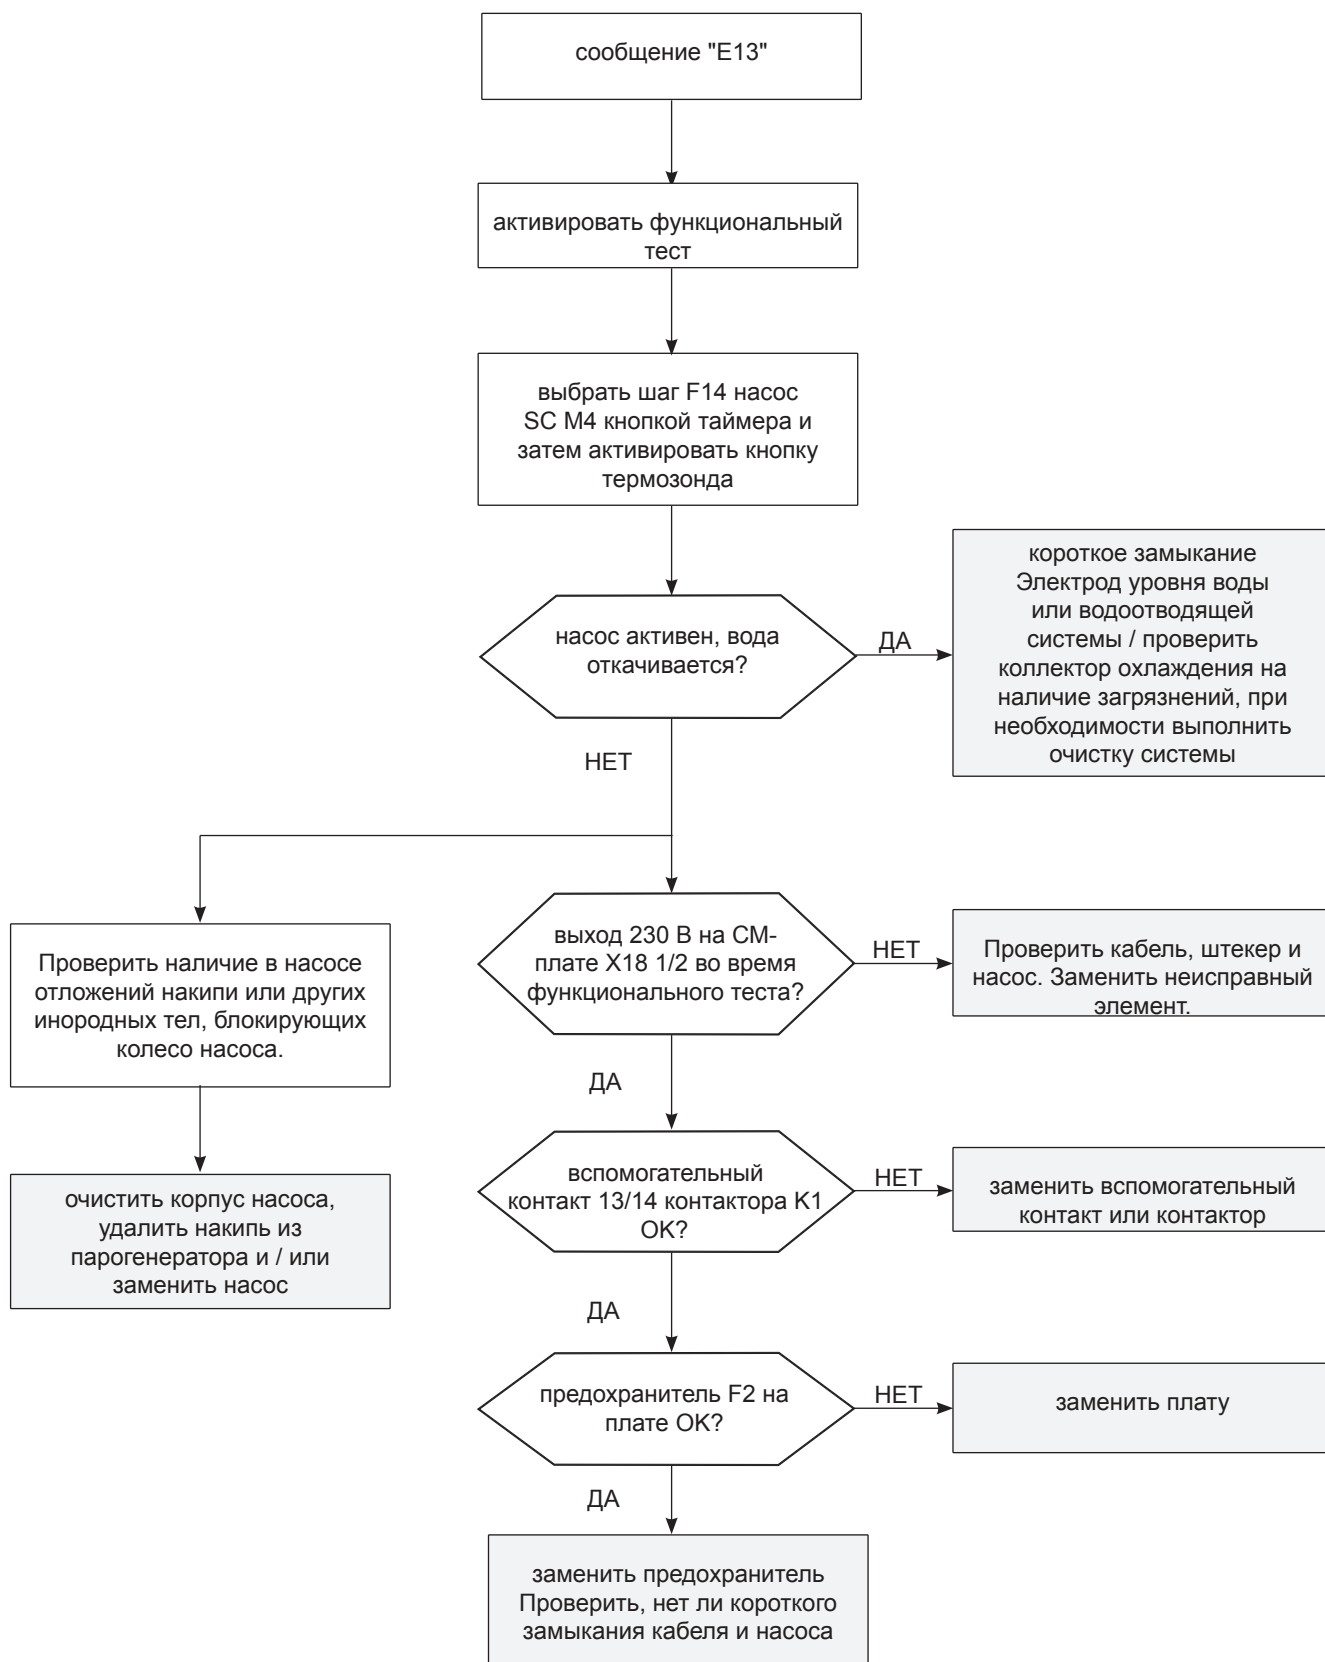 сообщение "E13"
активировать функциональный
тест
выбрать шаг F14 насос
SC M4 кнопкой таймера и
затем активировать кнопку
термозонда
насос активен, вода
откачивается?
ДА
короткое замыкание
Электрод уровня воды
или водоотводящей
системы / проверить
коллектор охлаждения на
наличие загрязнений, при
необходимости выполнить
очистку системы
НЕТ
Проверить наличие в насосе
отложений накипи или других
инородных тел, блокирующих
колесо насоса.
очистить корпус насоса,
удалить накипь из
парогенератора и / или
заменить насос
выход 230 В на CM-
плате X18 1/2 во время
функционального теста?
НЕТ
Проверить кабель, штекер и
насос. Заменить неисправный
элемент.
ДА
вспомогательный
контакт 13/14 контактора K1
OK?
НЕТ
заменить вспомогательный
контакт или контактор
ДА
предохранитель F2 на
плате OK?
НЕТ
заменить плату
ДА
заменить предохранитель
Проверить, нет ли короткого
замыкания кабеля и насоса